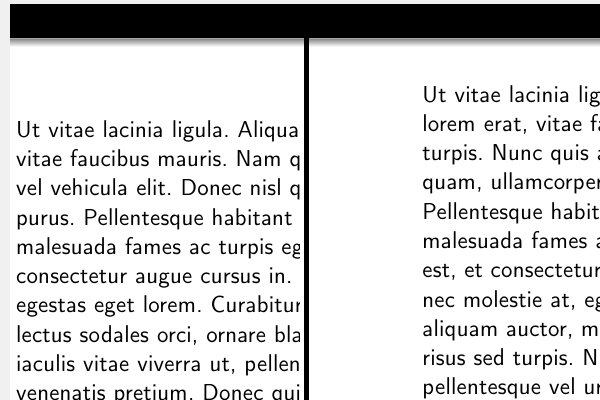 Ut vitae lacinia ligula. Aliqua
vitae faucibus mauris. Nam q
vel vehicula elit. Donec nisl q
purus. Pellentesque habitant
malesuada fames ac turpis eg
consectetur augue cursus in.
egestas eget lorem. Curabitur
lectus sodales orci, ornare bla
iaculis vitae viverra ut, pellen
venenatis pretium. Donec qui
Ut vitae lacinia lig
lorem erat, vitae fa
turpis. Nunc quis a
quam, ullamcorper
Pellentesque habit
malesuada fames a
est, et consectetur
nec molestie at, eg
aliquam auctor, m
risus sed turpis. N
pellentesque vel ur